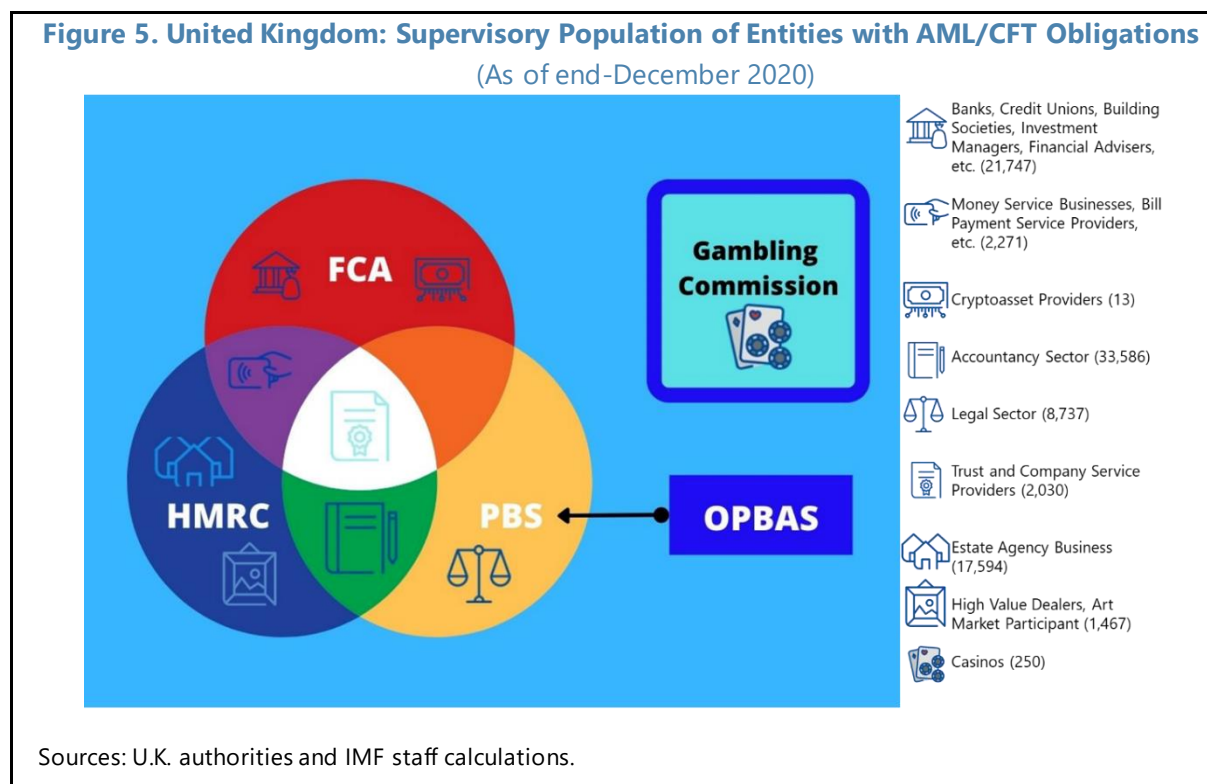 Figure 5. United Kingdom: Supervisory Population of Entities with AML/CFT Obligations
(As of end-December 2020)
FCA
HMRC
PBS
Gambling
Commission
OPBAS
Banks, Credit Unions, Building
Societies, Investment
Managers, Financial Advisers,
etc. (21,747)
Money Service Businesses, Bill
Payment Service Providers,
etc. (2,271)
Cryptoasset Providers (13)
Accountancy Sector (33,586)
Legal Sector (8,737)
Trust and Company Service
Providers (2,030)
Estate Agency Business
(17,594)
High Value Dealers, Art
Market Participant (1,467)
Casinos (250)
Sources: U.K. authorities and IMF staff calculations.